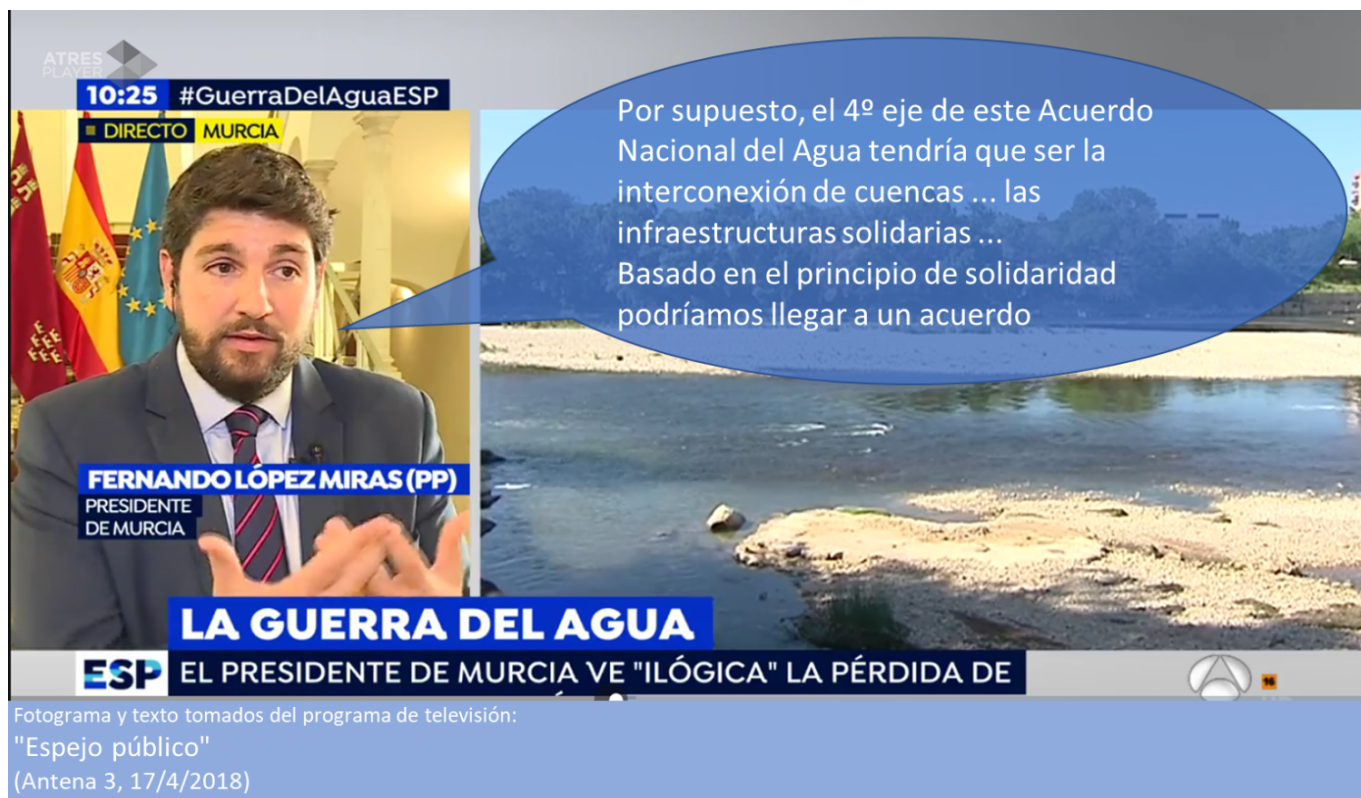 ATRES
PLAYER
10:25 #GuerraDelAguaESP
DIRECTO MURCIA
Por supuesto, el 4º eje de este Acuerdo
Nacional del Agua tendría que ser la
interconexión de cuencas ... las
infraestructuras solidarias ...
Basado en el principio de solidaridad
podríamos llegar a un acuerdo
FERNANDO LÓPEZ MIRAS (PP)
PRESIDENTE
DE MURCIA
LA GUERRA DEL AGUA
ESP EL PRESIDENTE DE MURCIA VE "ILÓGICA" LA PÉRDIDA DE
16
Fotograma y texto tomados del programa de televisión:
"Espejo público"
(Antena 3, 17/4/2018)